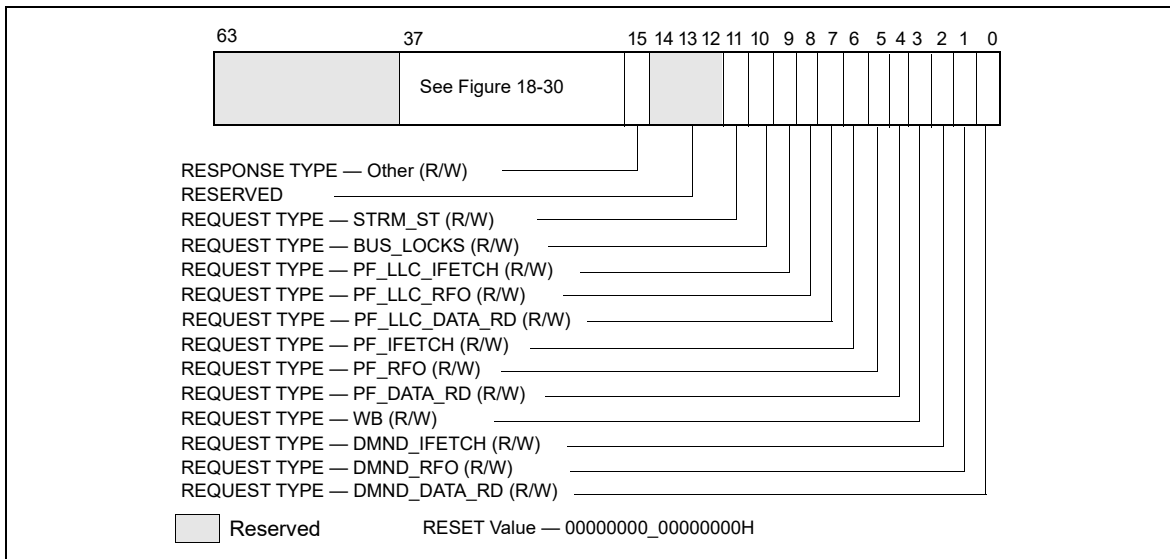 63 37 15 14 13 12 11 10 9 8 7 6 5 4 3 2 1 0
See Figure 18-30
RESPONSE TYPE — Other (R/W)
RESERVED
REQUEST TYPE — STRM_ST (R/W)
REQUEST TYPE — BUS_LOCKS (R/W)
REQUEST TYPE — PF_LLC_IFETCH (R/W)
REQUEST TYPE — PF_LLC_RFO (R/W)
REQUEST TYPE — PF_LLC_DATA_RD (R/W)
REQUEST TYPE — PF_IFETCH (R/W)
REQUEST TYPE — PF_RFO (R/W)
REQUEST TYPE — PF_DATA_RD (R/W)
REQUEST TYPE — WB (R/W)
REQUEST TYPE — DMND_IFETCH (R/W)
REQUEST TYPE — DMND_RFO (R/W)
REQUEST TYPE — DMND_DATA_RD (R/W)
Reserved RESET Value — 00000000_00000000H